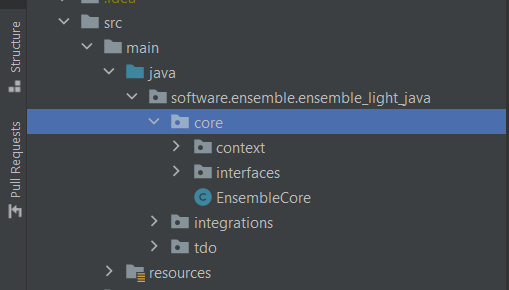 .idea
src
main
java
software.ensemble.ensemble_light_java
core
context
interfaces
C EnsembleCore
integrations
tdo
resources
Structure
Pull Requests